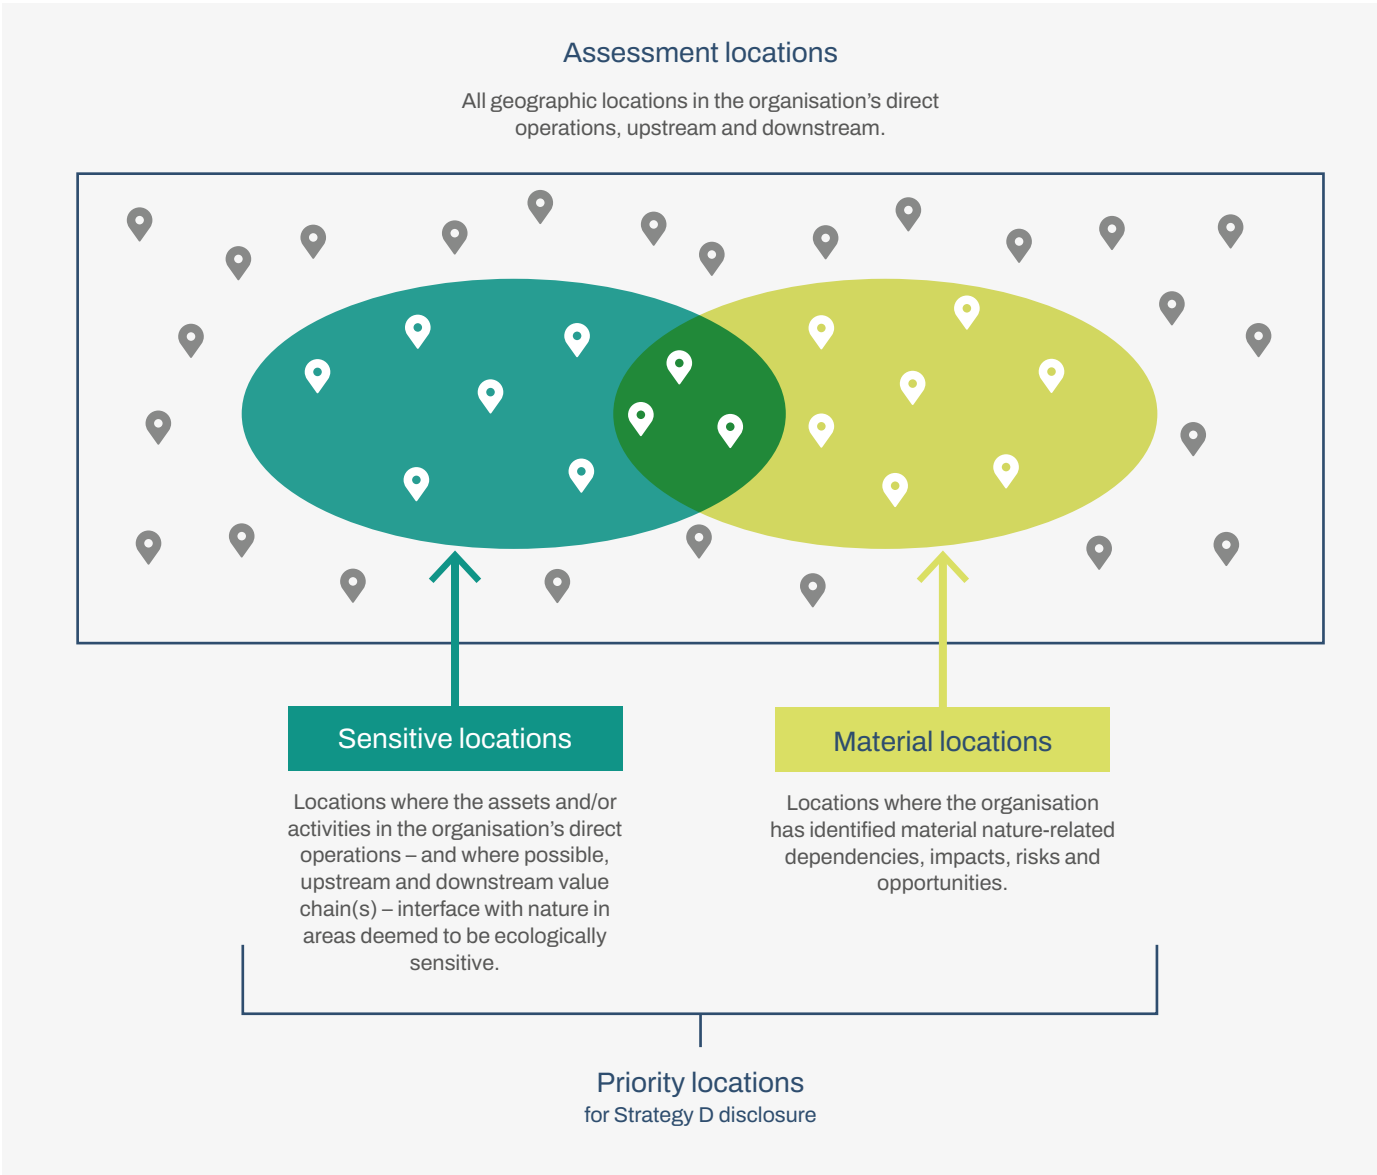 Assessment locations
All geographic locations in the organisation’s direct
operations, upstream and downstream.
Sensitive locations
Locations where the assets and/or
activities in the organisation’s direct
operations – and where possible,
upstream and downstream value
chain(s) – interface with nature in
areas deemed to be ecologically
sensitive.
Material locations
Locations where the organisation
has identified material nature-related
dependencies, impacts, risks and
opportunities.
Priority locations
for Strategy D disclosure